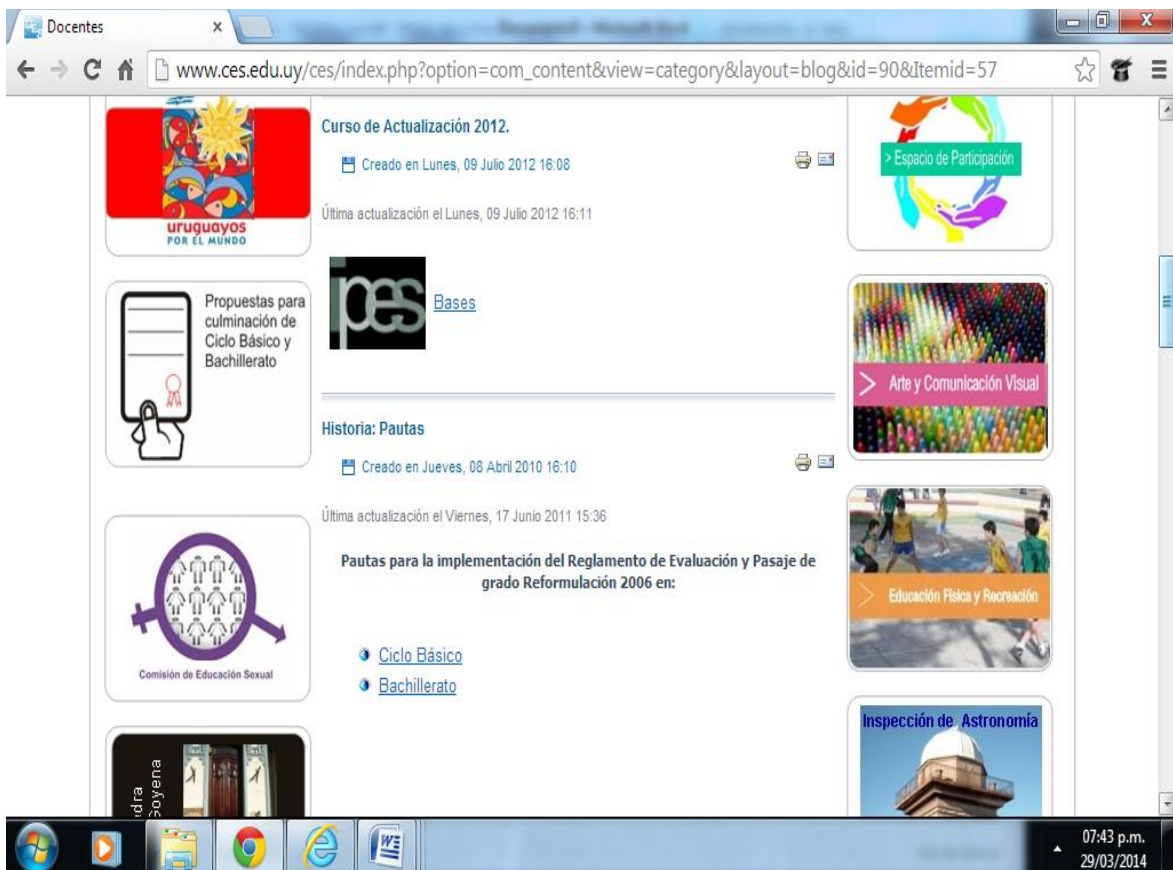 Docentes
www.ces.edu.uy/ces/index.php?option=com_content&view=category&layout=blog&id=90&Itemid=57
uruguayos
POR EL MUNDO
Propuestas para
culminación de
Ciclo Básico y
Bachillerato
Comisión de Educación Sexual
Goyena
Curso de Actualización 2012.
Creado en Lunes, 09 Julio 2012 16:08
Última actualización el Lunes, 09 Julio 2012 16:11
ipes
Bases
Historia: Pautas
Creado en Jueves, 08 Abril 2010 16:10
Última actualización el Viernes, 17 Junio 2011 15:36
Pautas para la implementación del Reglamento de Evaluación y Pasaje de
grado Reformulación 2006 en:
Ciclo Básico
Bachillerato
> Espacio de Participación
> Arte y Comunicación Visual
> Educación Física y Recreación
Inspección de Astronomía
07:43 p.m.
29/03/2014